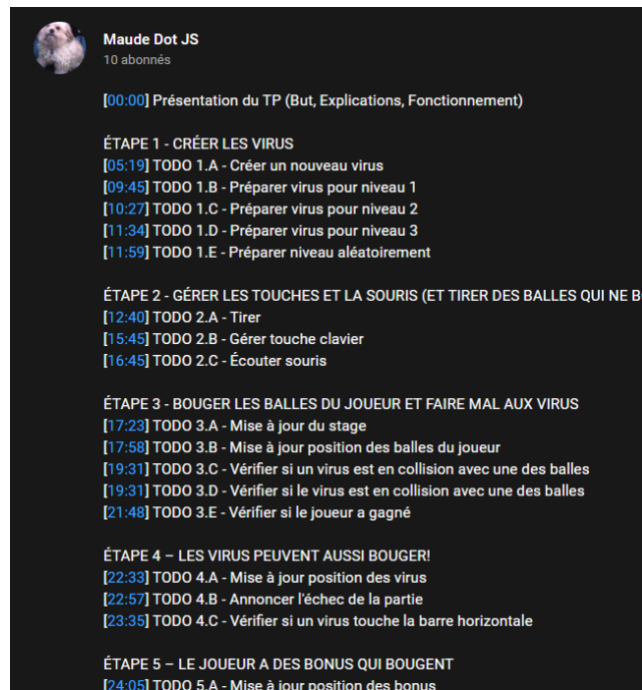 Maude Dot JS
10 abonnés
[00:00] Présentation du TP (But, Explications, Fonctionnement)
ÉTAPE 1 - CRÉER LES VIRUS
[05:19] TODO 1.A - Créer un nouveau virus
[09:45] TODO 1.B - Préparer virus pour niveau 1
[10:27] TODO 1.C - Préparer virus pour niveau 2
[11:34] TODO 1.D - Préparer virus pour niveau 3
[11:59] TODO 1.E - Préparer niveau aléatoirement
ÉTAPE 2 - GÉRER LES TOUCHES ET LA SOURIS (ET TIRER DES BALLES QUI NE
[12:40] TODO 2.A - Tirer
[15:45] TODO 2.B - Gérer touche clavier
[16:45] TODO 2.C - Écouter souris
ÉTAPE 3 - BOUGER LES BALLES DU JOUEUR ET FAIRE MAL AUX VIRUS
[17:23] TODO 3.A - Mise à jour du stage
[17:58] TODO 3.B - Mise à jour position des balles du joueur
[19:31] TODO 3.C - Vérifier si un virus est en collision avec une des balles
[19:31] TODO 3.D - Vérifier si le virus est en collision avec une des balles
[21:48] TODO 3.E - Vérifier si le joueur a gagné
ÉTAPE 4 – LES VIRUS PEUVENT AUSSI BOUGER!
[22:33] TODO 4.A - Mise à jour position des virus
[22:57] TODO 4.B - Annoncer l'échec de la partie
[23:35] TODO 4.C - Vérifier si un virus touche la barre horizontale
ÉTAPE 5 – LE JOUEUR A DES BONUS QUI BOUGENT
[24:05] TODO 5.A - Mise à jour position des bonus